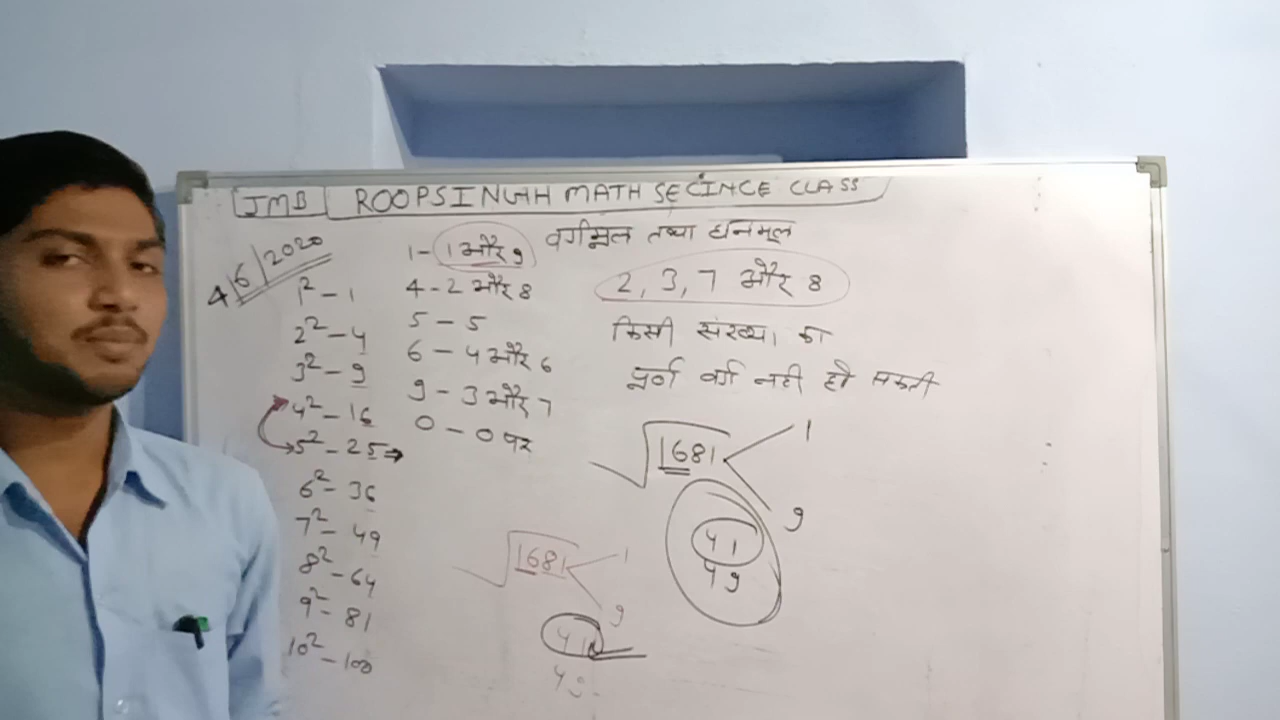 JMB ROOPSINGH MATH SECINCE CLASS
4/6/2020
वर्गमूल तथा घनमूल
1² - 1
2² - 4
3² - 9
4² - 16
5² - 25 →
6² - 36
7² - 49
8² - 64
9² - 81
10² - 100
1 - 1 और 9
4 - 2 और 8
5 - 5
6 - 4 और 6
9 - 3 और 7
0 - 0 पर
2, 3, 7 और 8
किसी संख्या का
पूर्ण वर्ग नही हो सकती
√1681
1
9
41
49
√1681
1
9
41
49